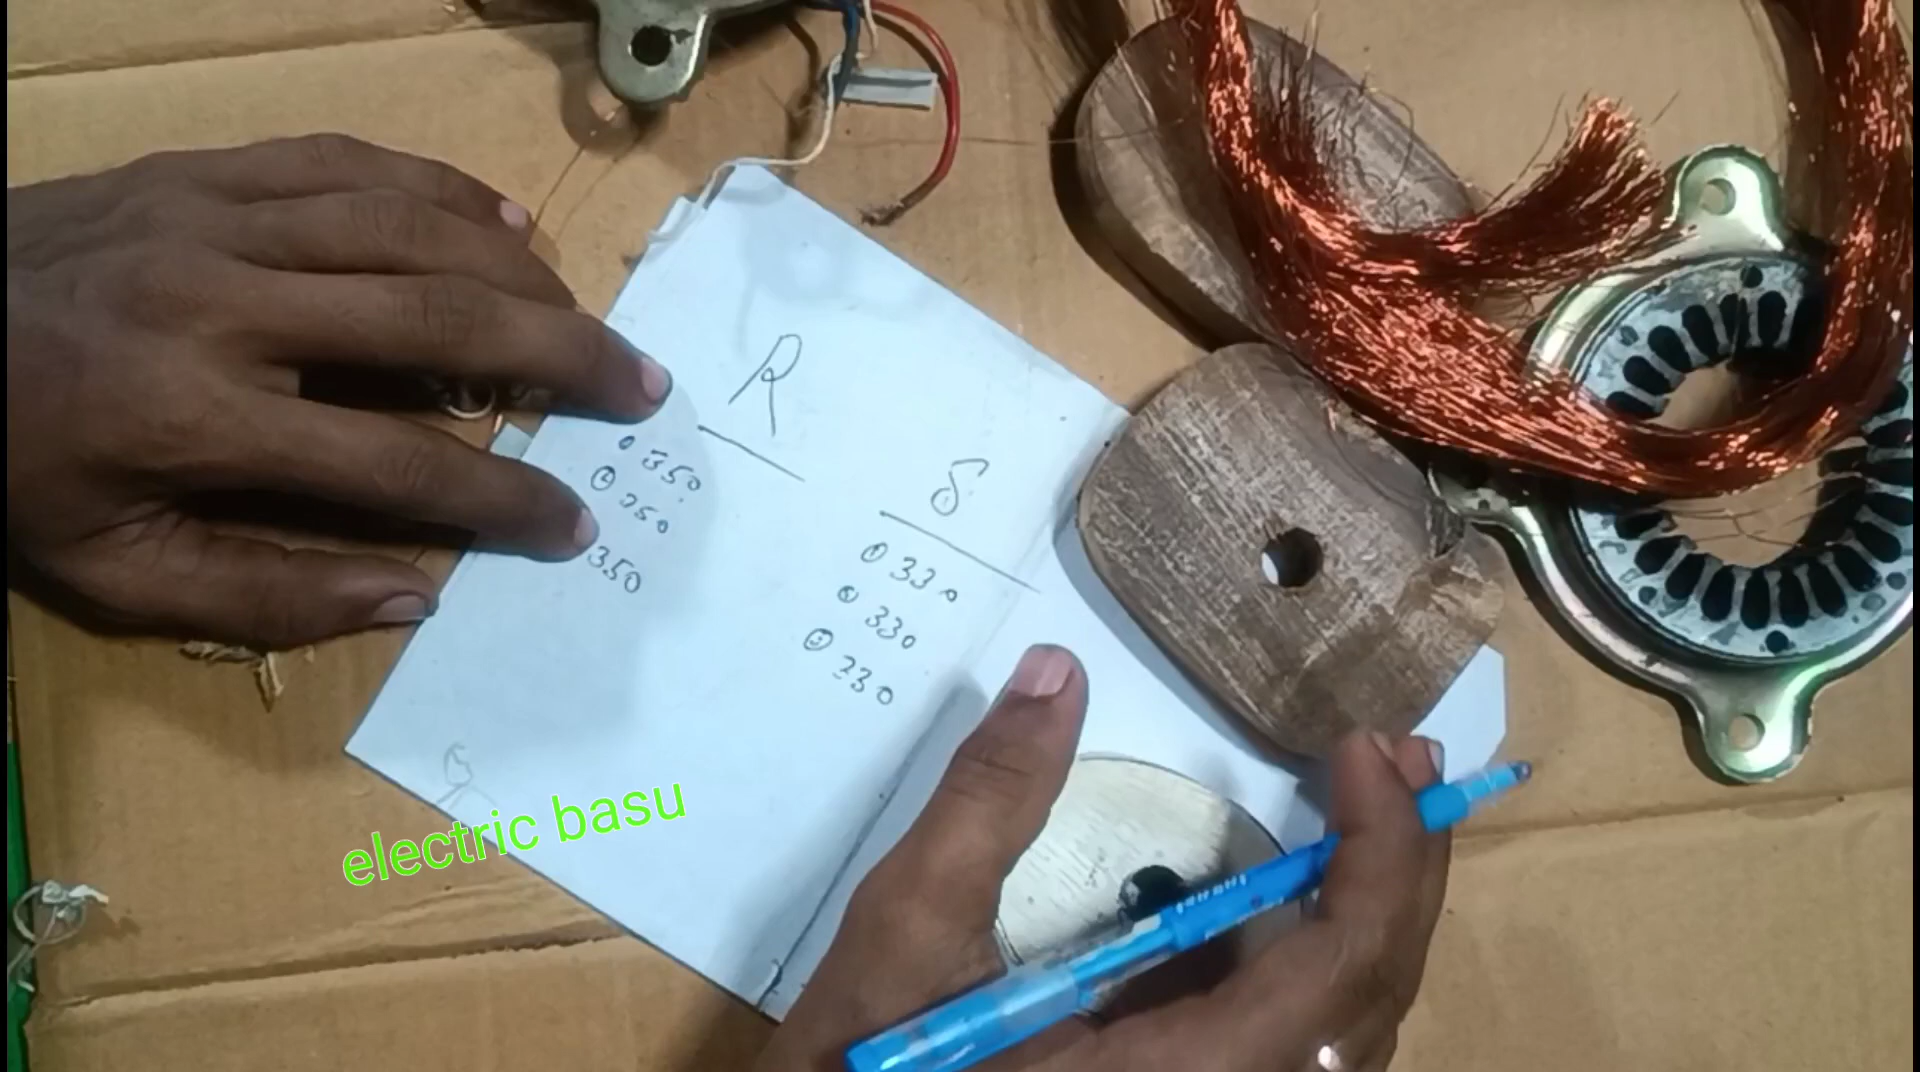 R
① 350
② 350
350
S
① 330
② 330
③ 330
electric basu